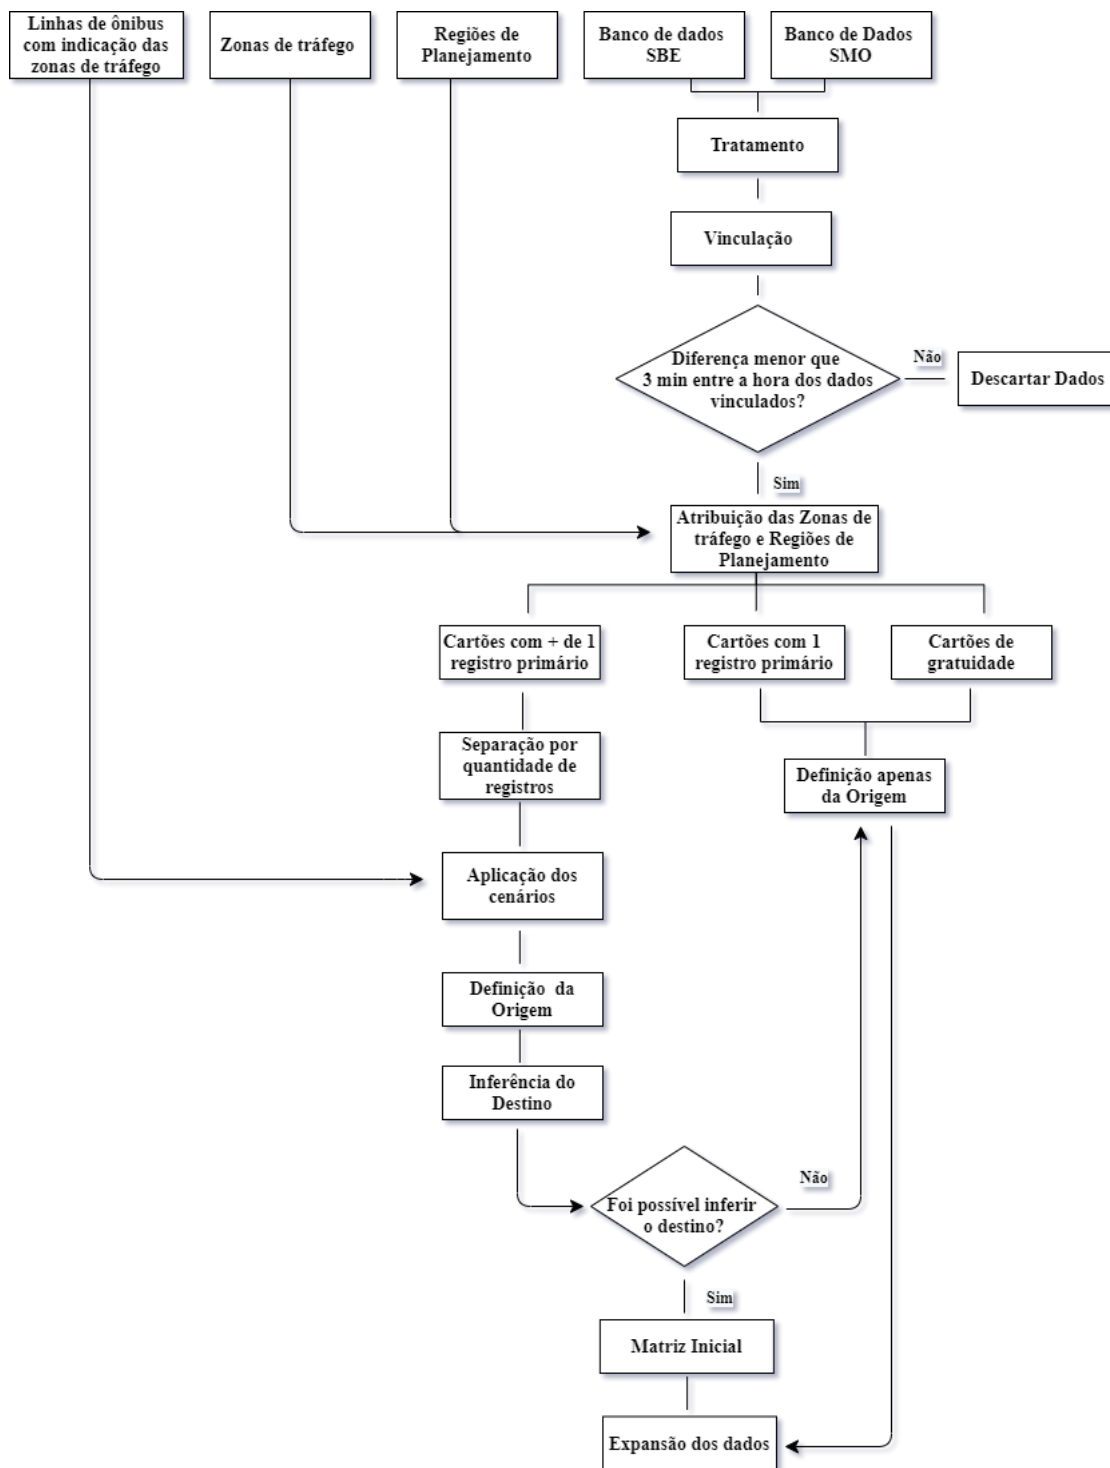 Linhas de ônibus
com indicação das
zonas de tráfego
Zonas de tráfego
Regiões de
Planejamento
Banco de dados
SBE
Banco de Dados
SMO
Tratamento
Vinculação
Diferença menor que
3 min entre a hora dos dados
vinculados?
Não
Descartar Dados
Sim
Atribuição das Zonas de
tráfego e Regiões de
Planejamento
Cartões com + de 1
registro primário
Cartões com 1
registro primário
Cartões de
gratuidade
Separação por
quantidade de
registros
Definição apenas
da Origem
Aplicação dos
cenários
Definição da
Origem
Inferência do
Destino
Foi possível inferir
o destino?
Não
Sim
Matriz Inicial
Expansão dos dados